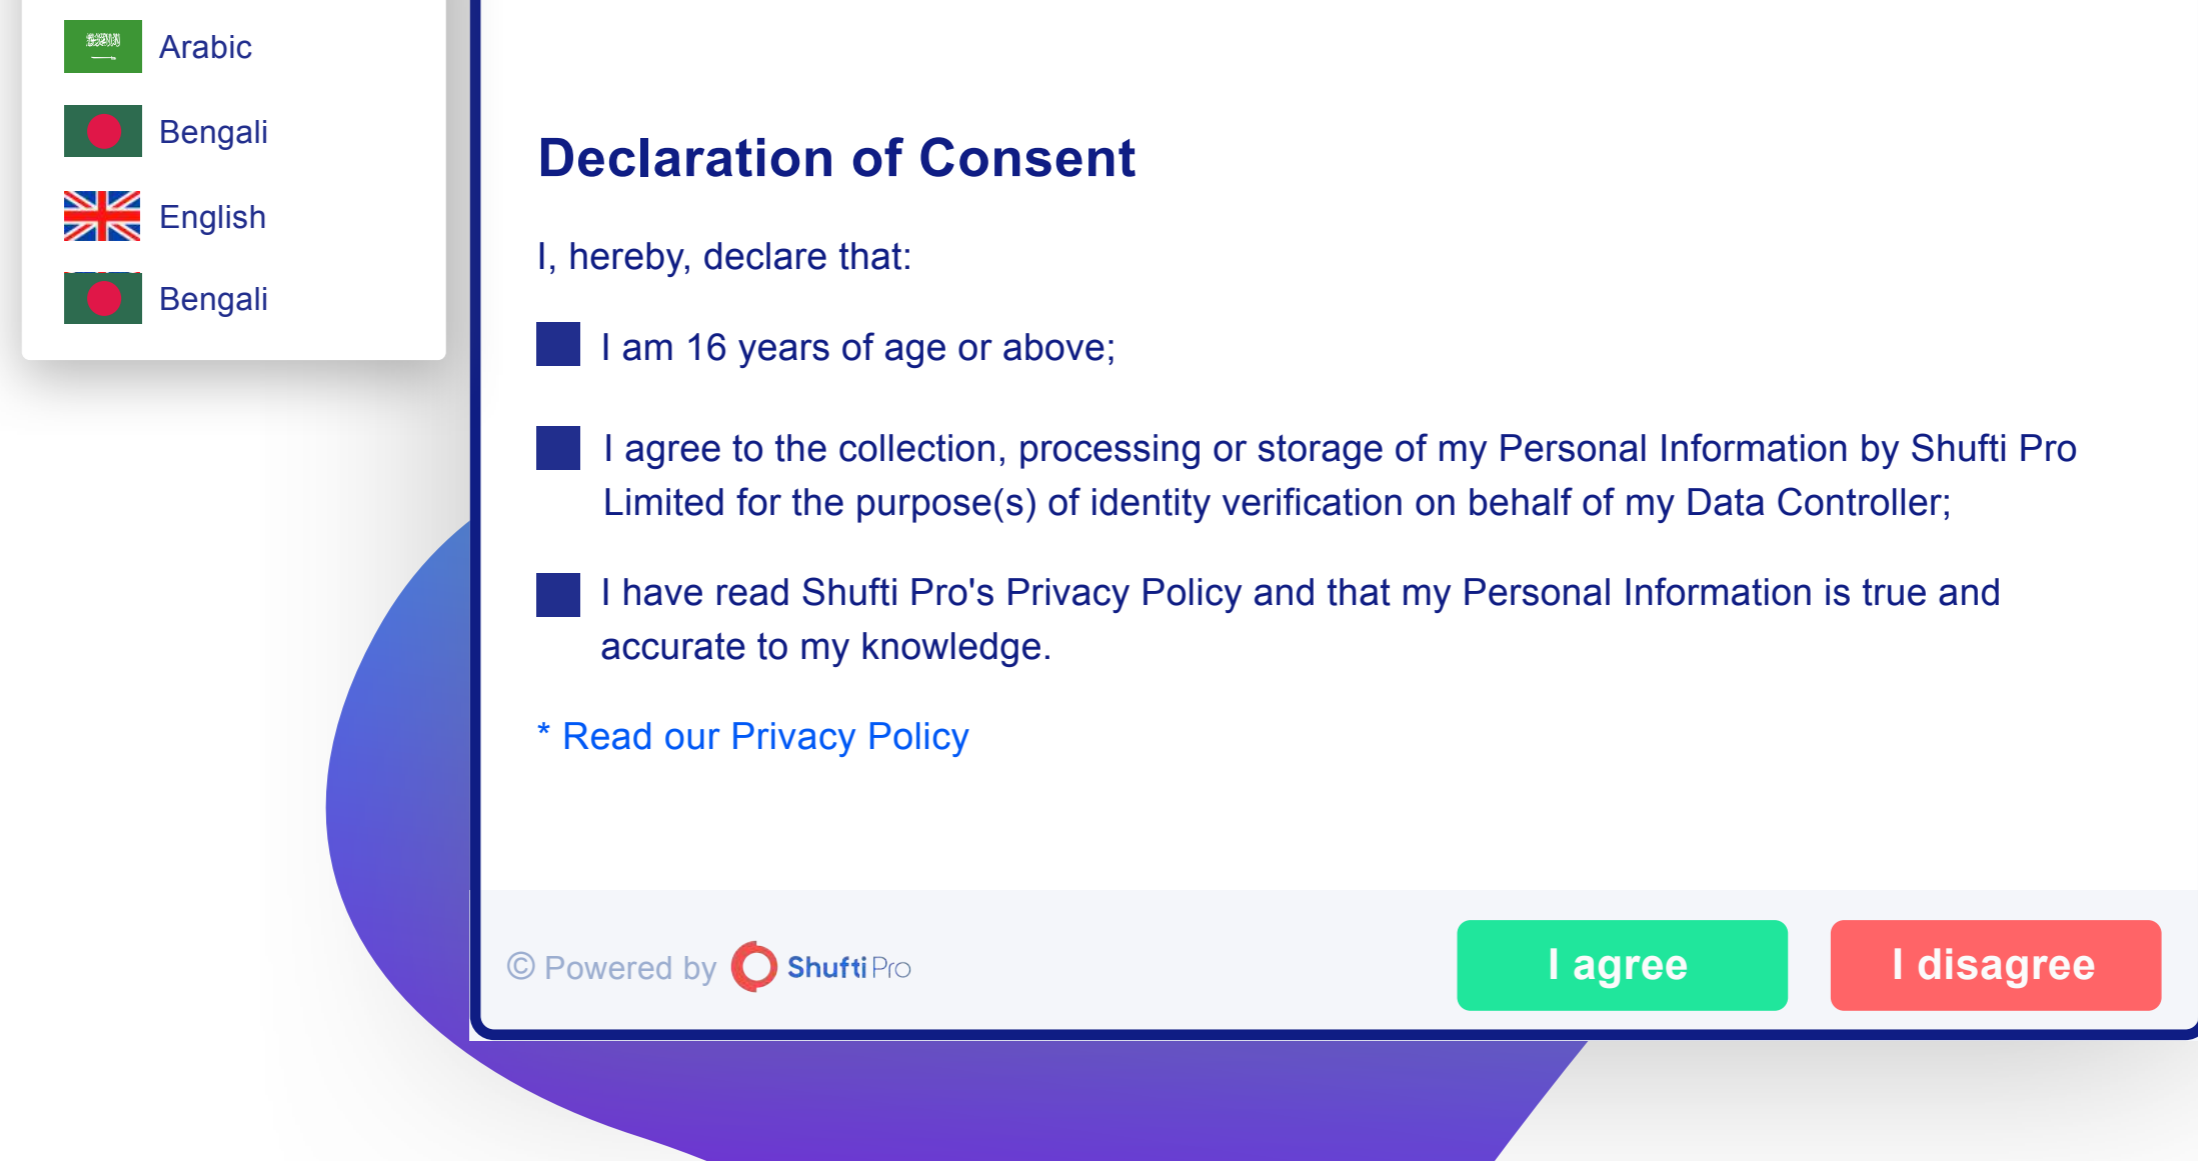 Arabic
Bengali
English
Bengali
Declaration of Consent
I, hereby, declare that:
I am 16 years of age or above;
I agree to the collection, processing or storage of my Personal Information by Shufti Pro
Limited for the purpose(s) of identity verification on behalf of my Data Controller;
I have read Shufti Pro's Privacy Policy and that my Personal Information is true and
accurate to my knowledge.
* Read our Privacy Policy
© Powered by Shufti Pro
I agree
I disagree